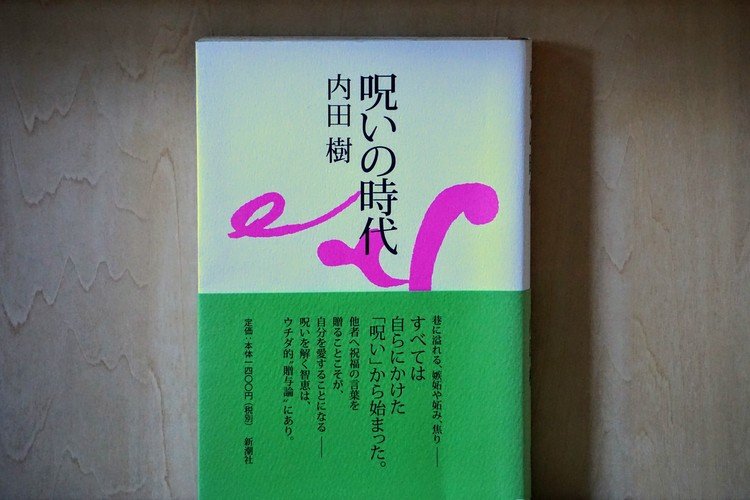 呪いの時代
内田 樹
巷に溢れる、嫉妬や妬み、焦り――
すべては
自らにかけた
「呪い」から始まった。
他者へ祝福の言葉を
贈ることこそが、
自分を愛することになる――
呪いを解く智恵は、
ウチダ的“贈与論”にあり。
定価：本体一四〇〇円（税別） 新潮社